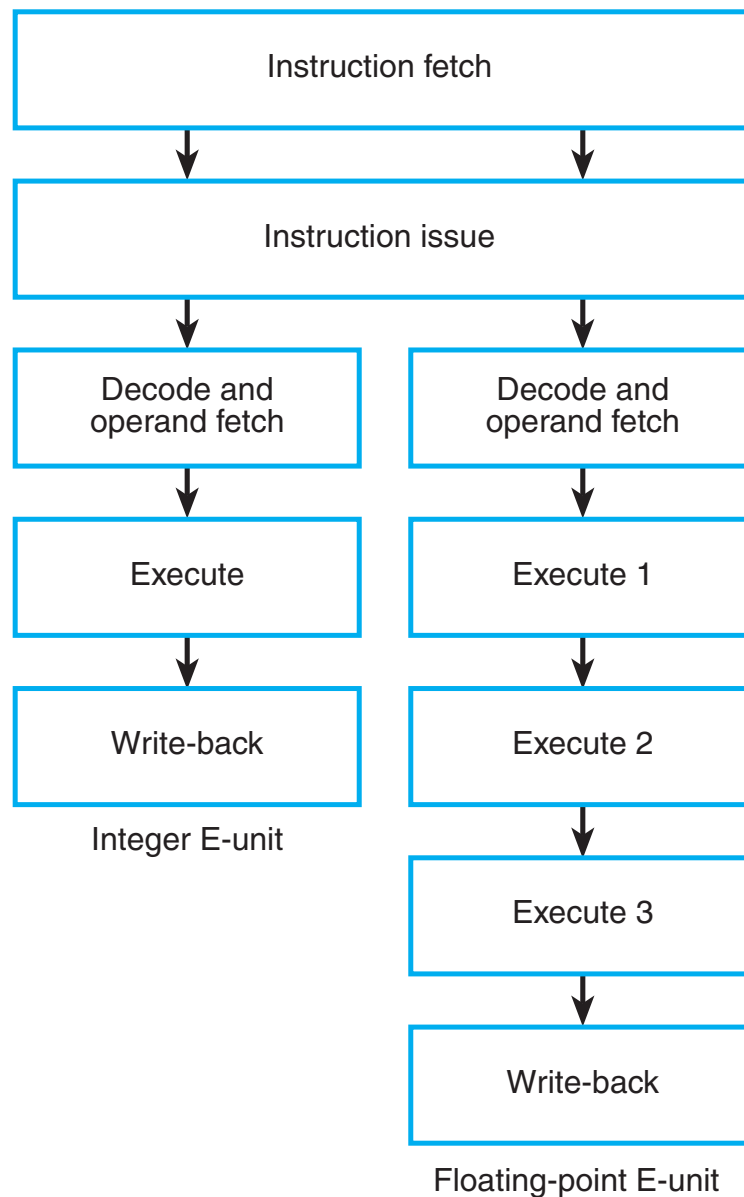 Instruction fetch
Instruction issue
Decode and
operand fetch
Decode and
operand fetch
Execute
Execute 1
Write-back
Execute 2
Integer E-unit
Execute 3
Write-back
Floating-point E-unit